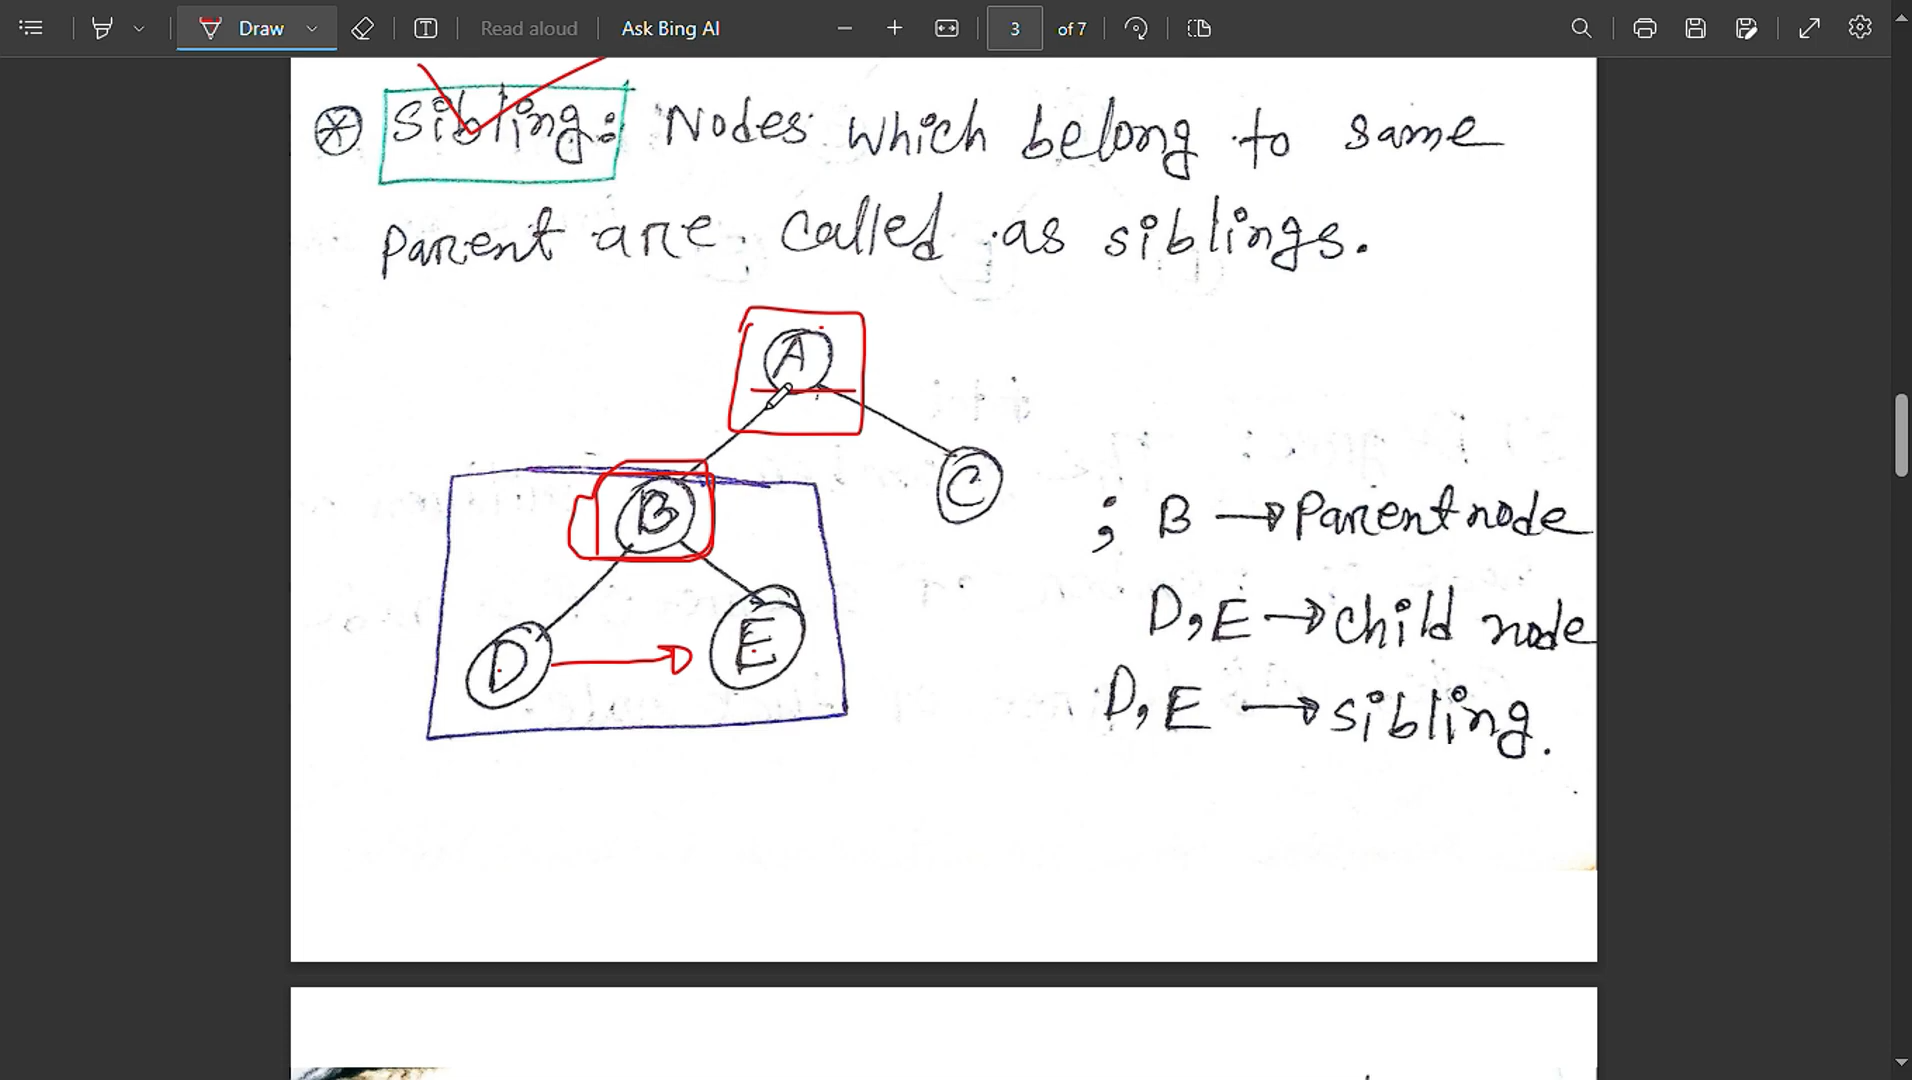 Draw
Read aloud
Ask Bing AI
3 of 7
Sibling: Nodes which belong to same
Parent are called as siblings.
A
B
C
D
E
; B → Parent node
D, E → child node
D, E → sibling.